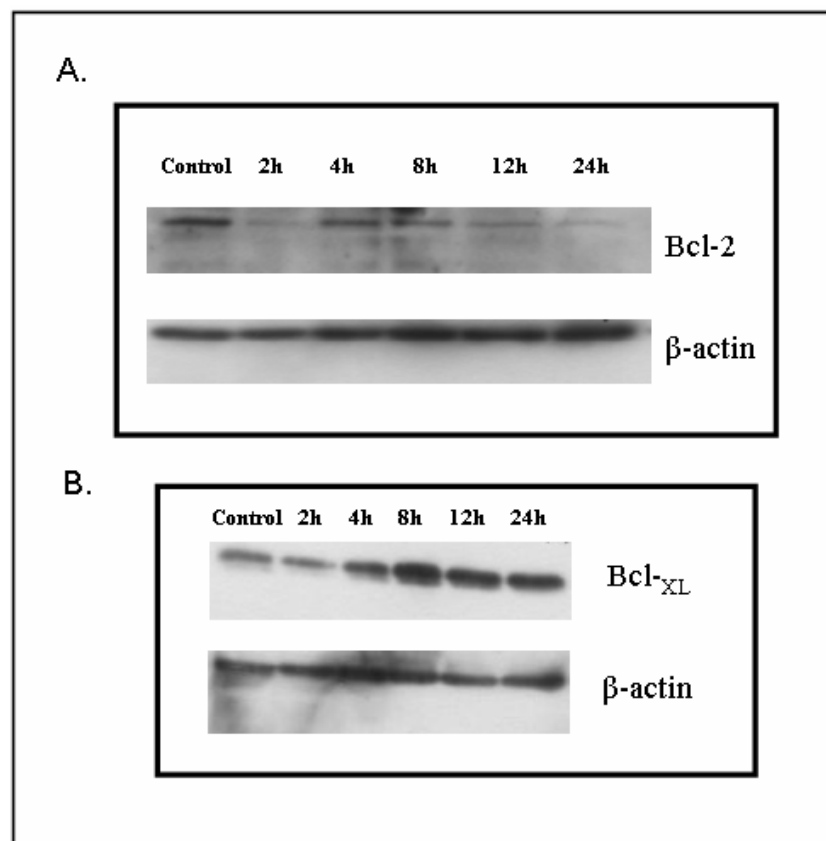 A.
Control 2h 4h 8h 12h 24h
Bcl-2
β-actin
B.
Control 2h 4h 8h 12h 24h
Bcl-XL
β-actin